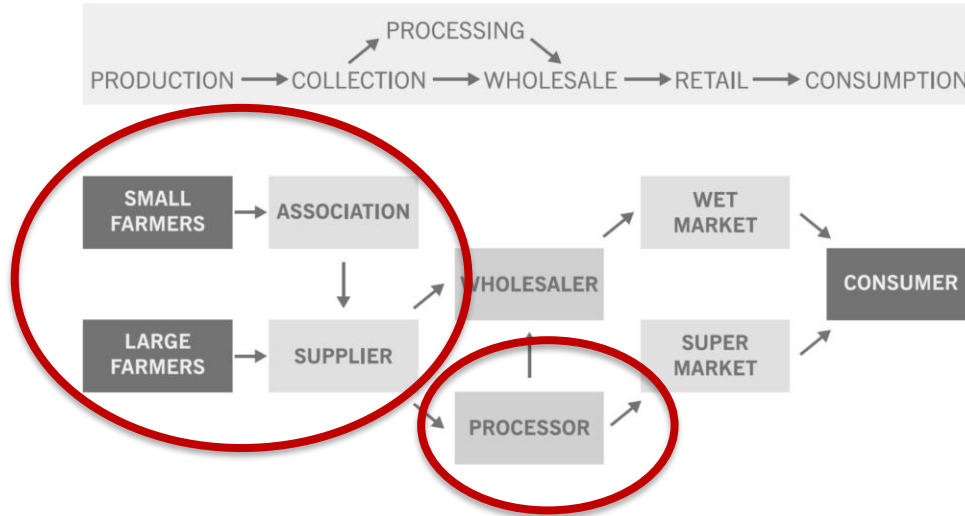 PROCESSING
PRODUCTION COLLECTION WHOLESALE RETAIL CONSUMPTION
SMALL
FARMERS
ASSOCIATION
WET
MARKET
WHOLESALER
CONSUMER
LARGE
FARMERS
SUPPLIER
SUPER
MARKET
PROCESSOR